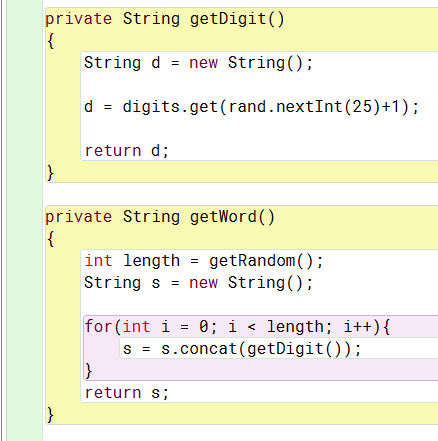 private String getDigit()
{
String d = new String();
d = digits.get(rand.nextInt(25)+1);
return d;
}
private String getWord()
{
int length = getRandom();
String s = new String();
for(int i = 0; i < length; i++){
s = s.concat(getDigit());
}
return s;
}